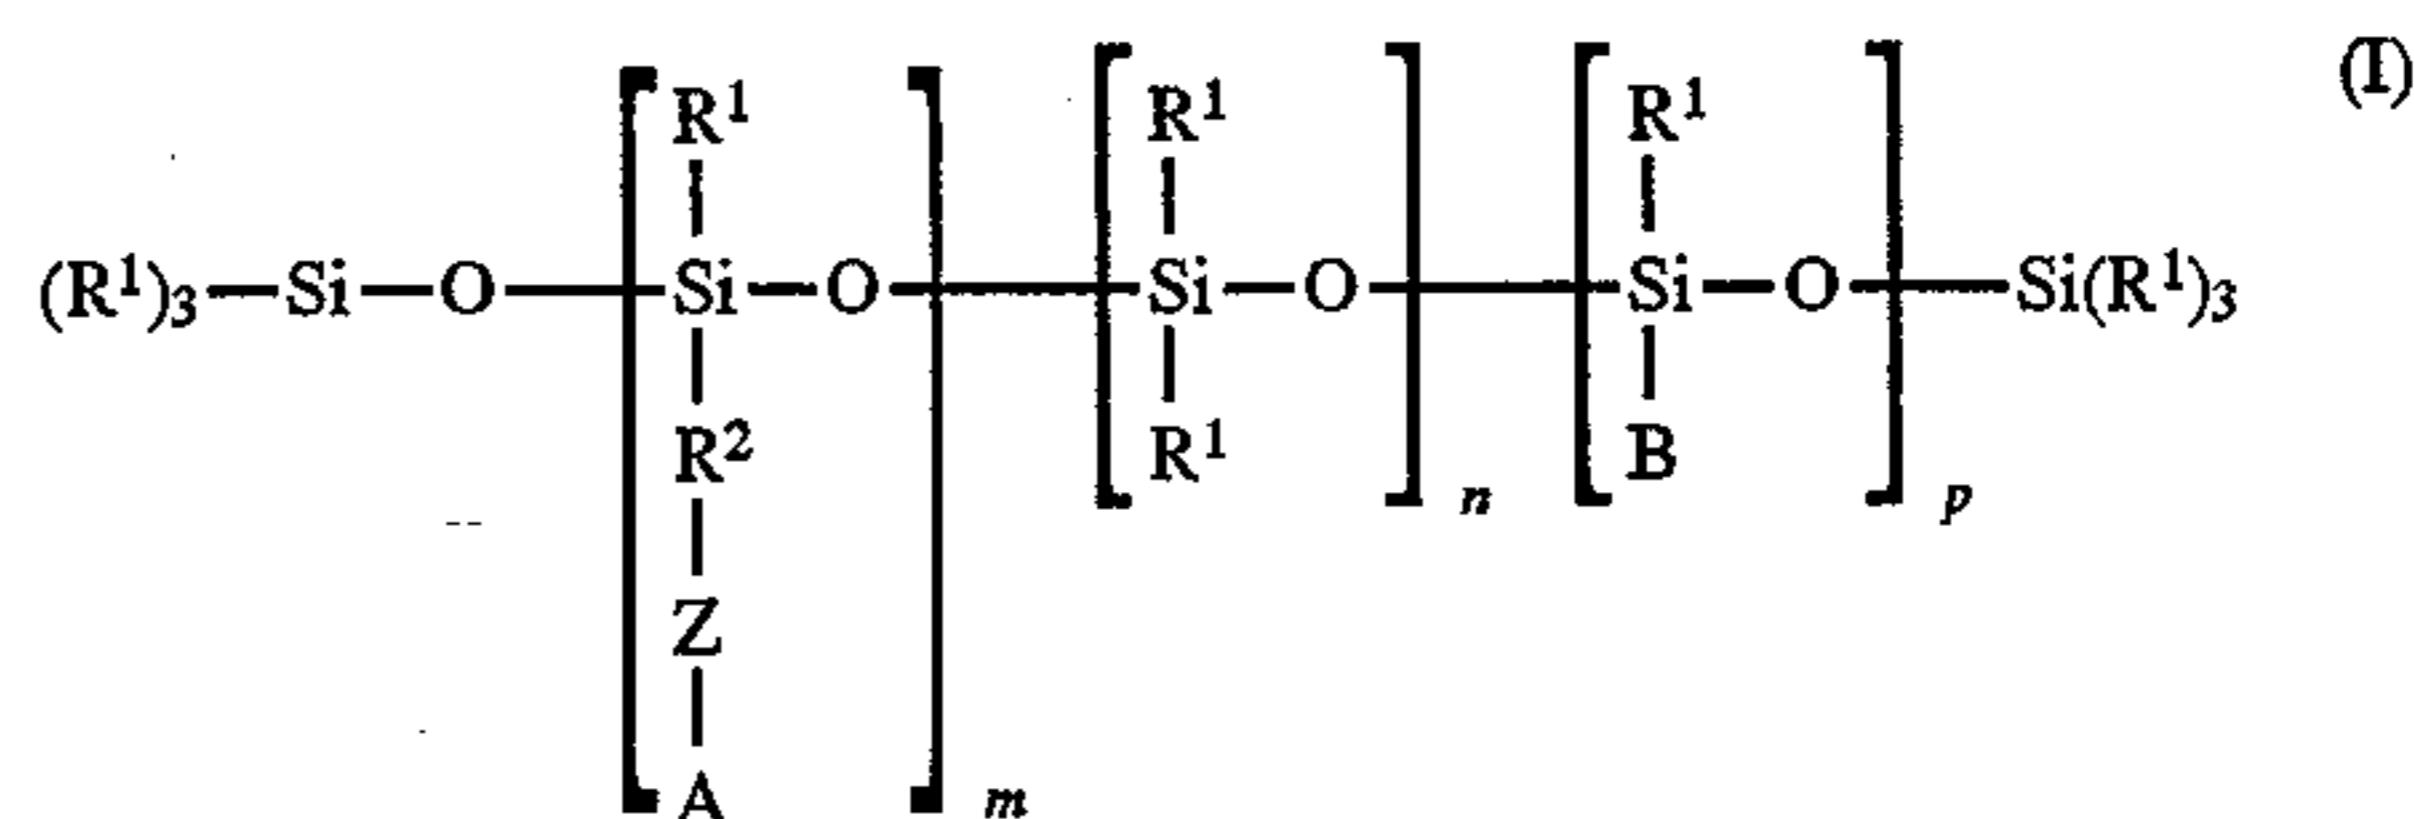 (I)
R¹ R¹ R¹
(R¹)₃—Si—O—[Si—O]—[Si—O]—[Si—O]—Si(R¹)₃
R² R¹ B
n p
Z
A m